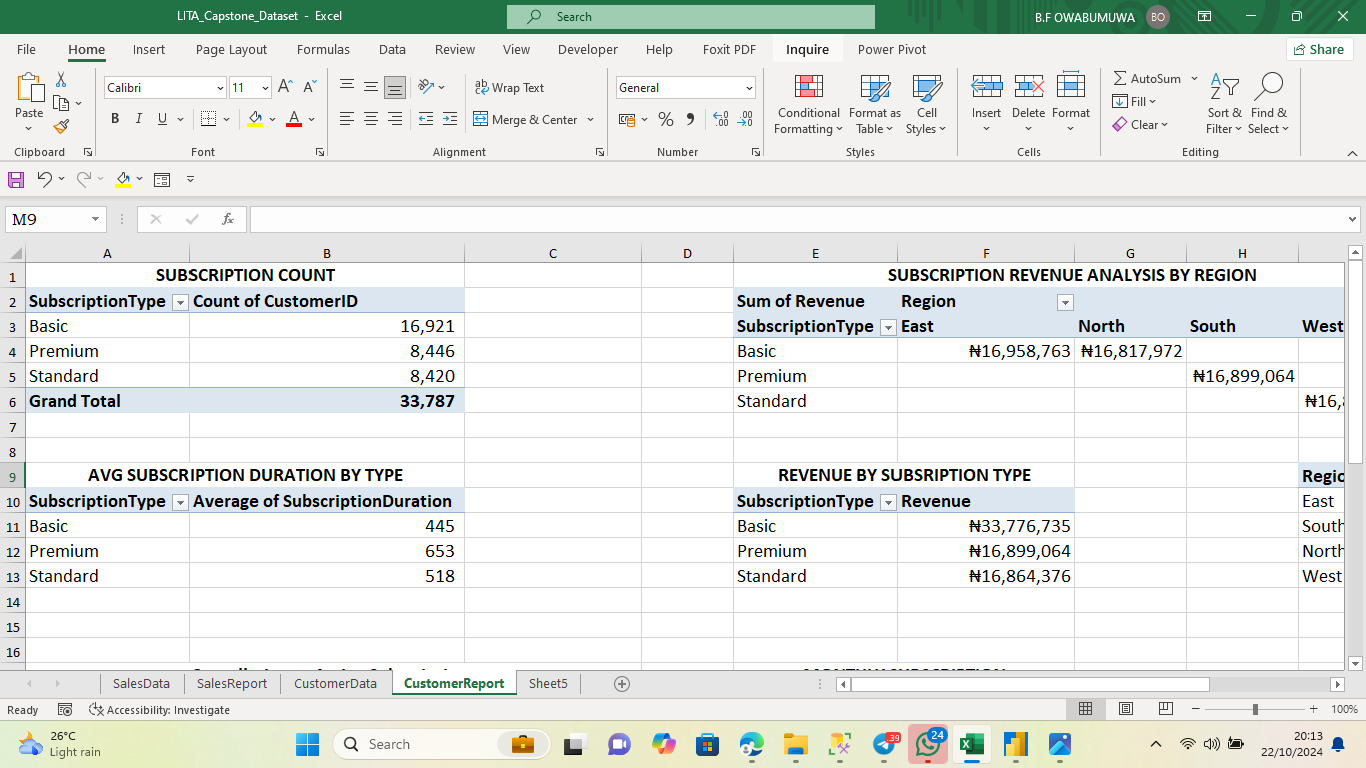 LITA_Capstone_Dataset - Excel
Search
B.F OWABUMUWA
BO
File Home Insert Page Layout Formulas Data Review View Developer Help Foxit PDF Inquire Power Pivot
Share
Paste
Calibri 11
B I U
A
Wrap Text
Merge & Center
General
Conditional Formatting
Format as Table
Cell Styles
Insert Delete Format
AutoSum
Fill
Clear
Sort & Filter
Find & Select
Clipboard Font Alignment Number Styles Cells Editing
M9
fx
A B C D E F G H
1 SUBSCRIPTION COUNT SUBSCRIPTION REVENUE ANALYSIS BY REGION
2 SubscriptionType Count of CustomerID Sum of Revenue Region
3 Basic 16,921 SubscriptionType East North South West
4 Premium 8,446 Basic ₦16,958,763 ₦16,817,972
5 Standard 8,420 Premium ₦16,899,064
6 Grand Total 33,787 Standard ₦16,
7
8
9 AVG SUBSCRIPTION DURATION BY TYPE REVENUE BY SUBSRIPTION TYPE Regio
10 SubscriptionType Average of SubscriptionDuration SubscriptionType Revenue East
11 Basic 445 Basic ₦33,776,735 South
12 Premium 653 Premium ₦16,899,064 North
13 Standard 518 Standard ₦16,864,376 West
14
15
16
SalesData SalesReport CustomerData CustomerReport Sheet5
Ready Accessibility: Investigate 100%
26°C
Light rain
Search
39
24
20:13
22/10/2024